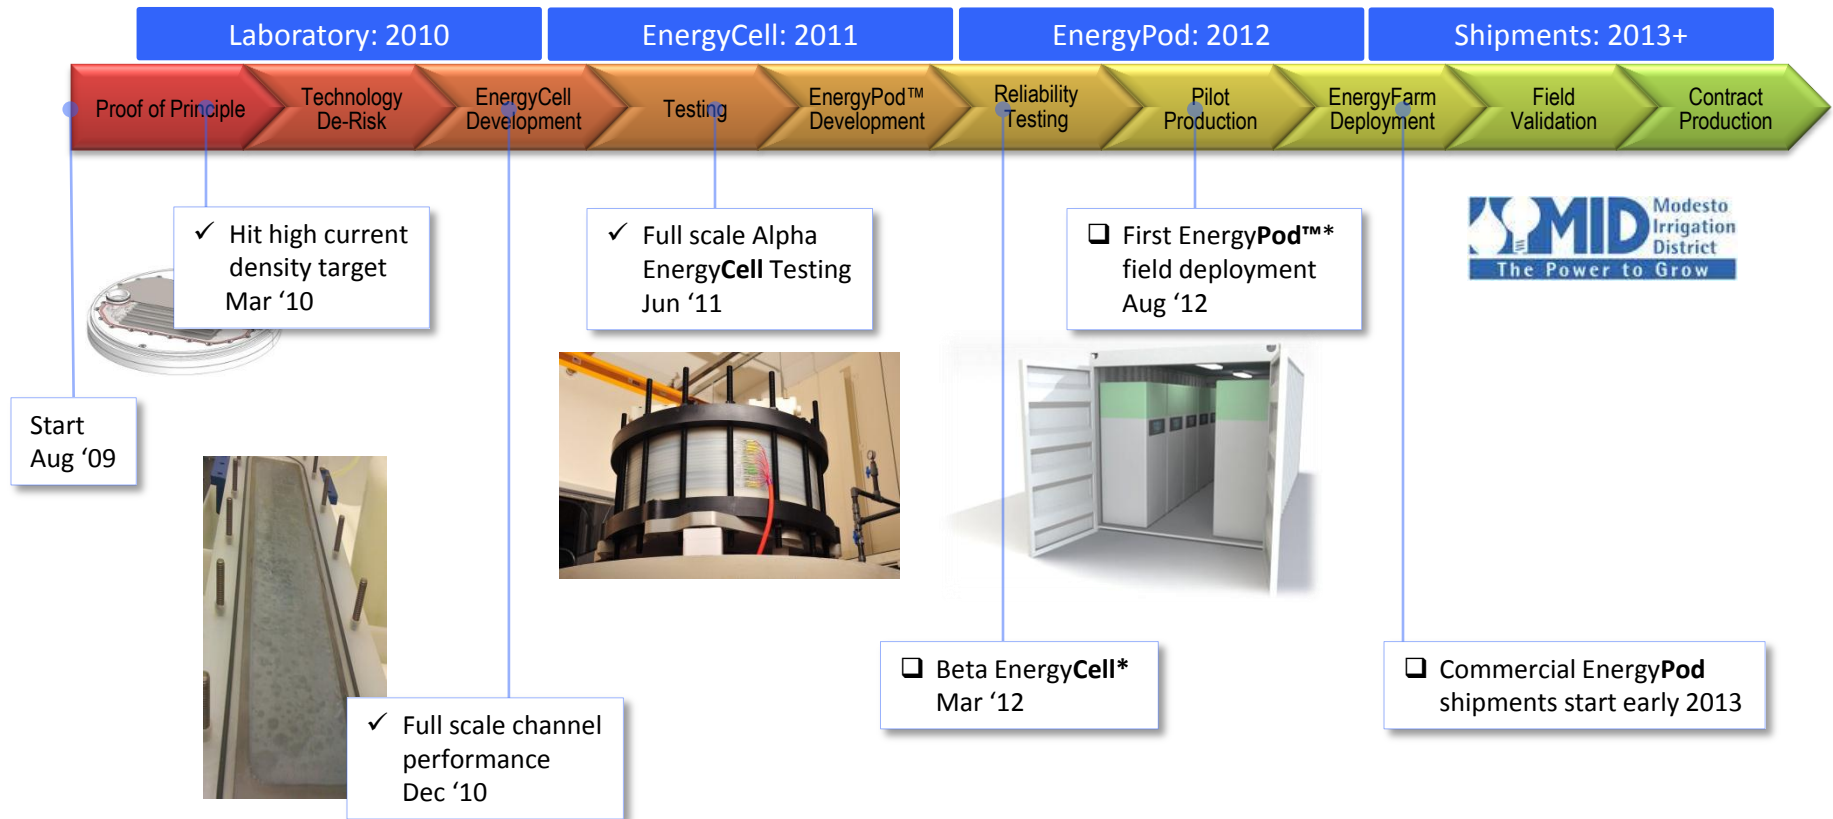 Laboratory: 2010
EnergyCell: 2011
EnergyPod: 2012
Shipments: 2013+
Proof of Principle
Technology
De-Risk
EnergyCell
Development
Testing
EnergyPod™
Development
Reliability
Testing
Pilot
Production
EnergyFarm
Deployment
Field
Validation
Contract
Production
✓ Hit high current
density target
Mar ‘10
✓ Full scale Alpha
EnergyCell Testing
Jun ‘11
❑ First EnergyPod™*
field deployment
Aug ‘12
MID
Modesto
Irrigation
District
The Power to Grow
Start
Aug ‘09
❑ Beta EnergyCell*
Mar ‘12
❑ Commercial EnergyPod
shipments start early 2013
✓ Full scale channel
performance
Dec ‘10